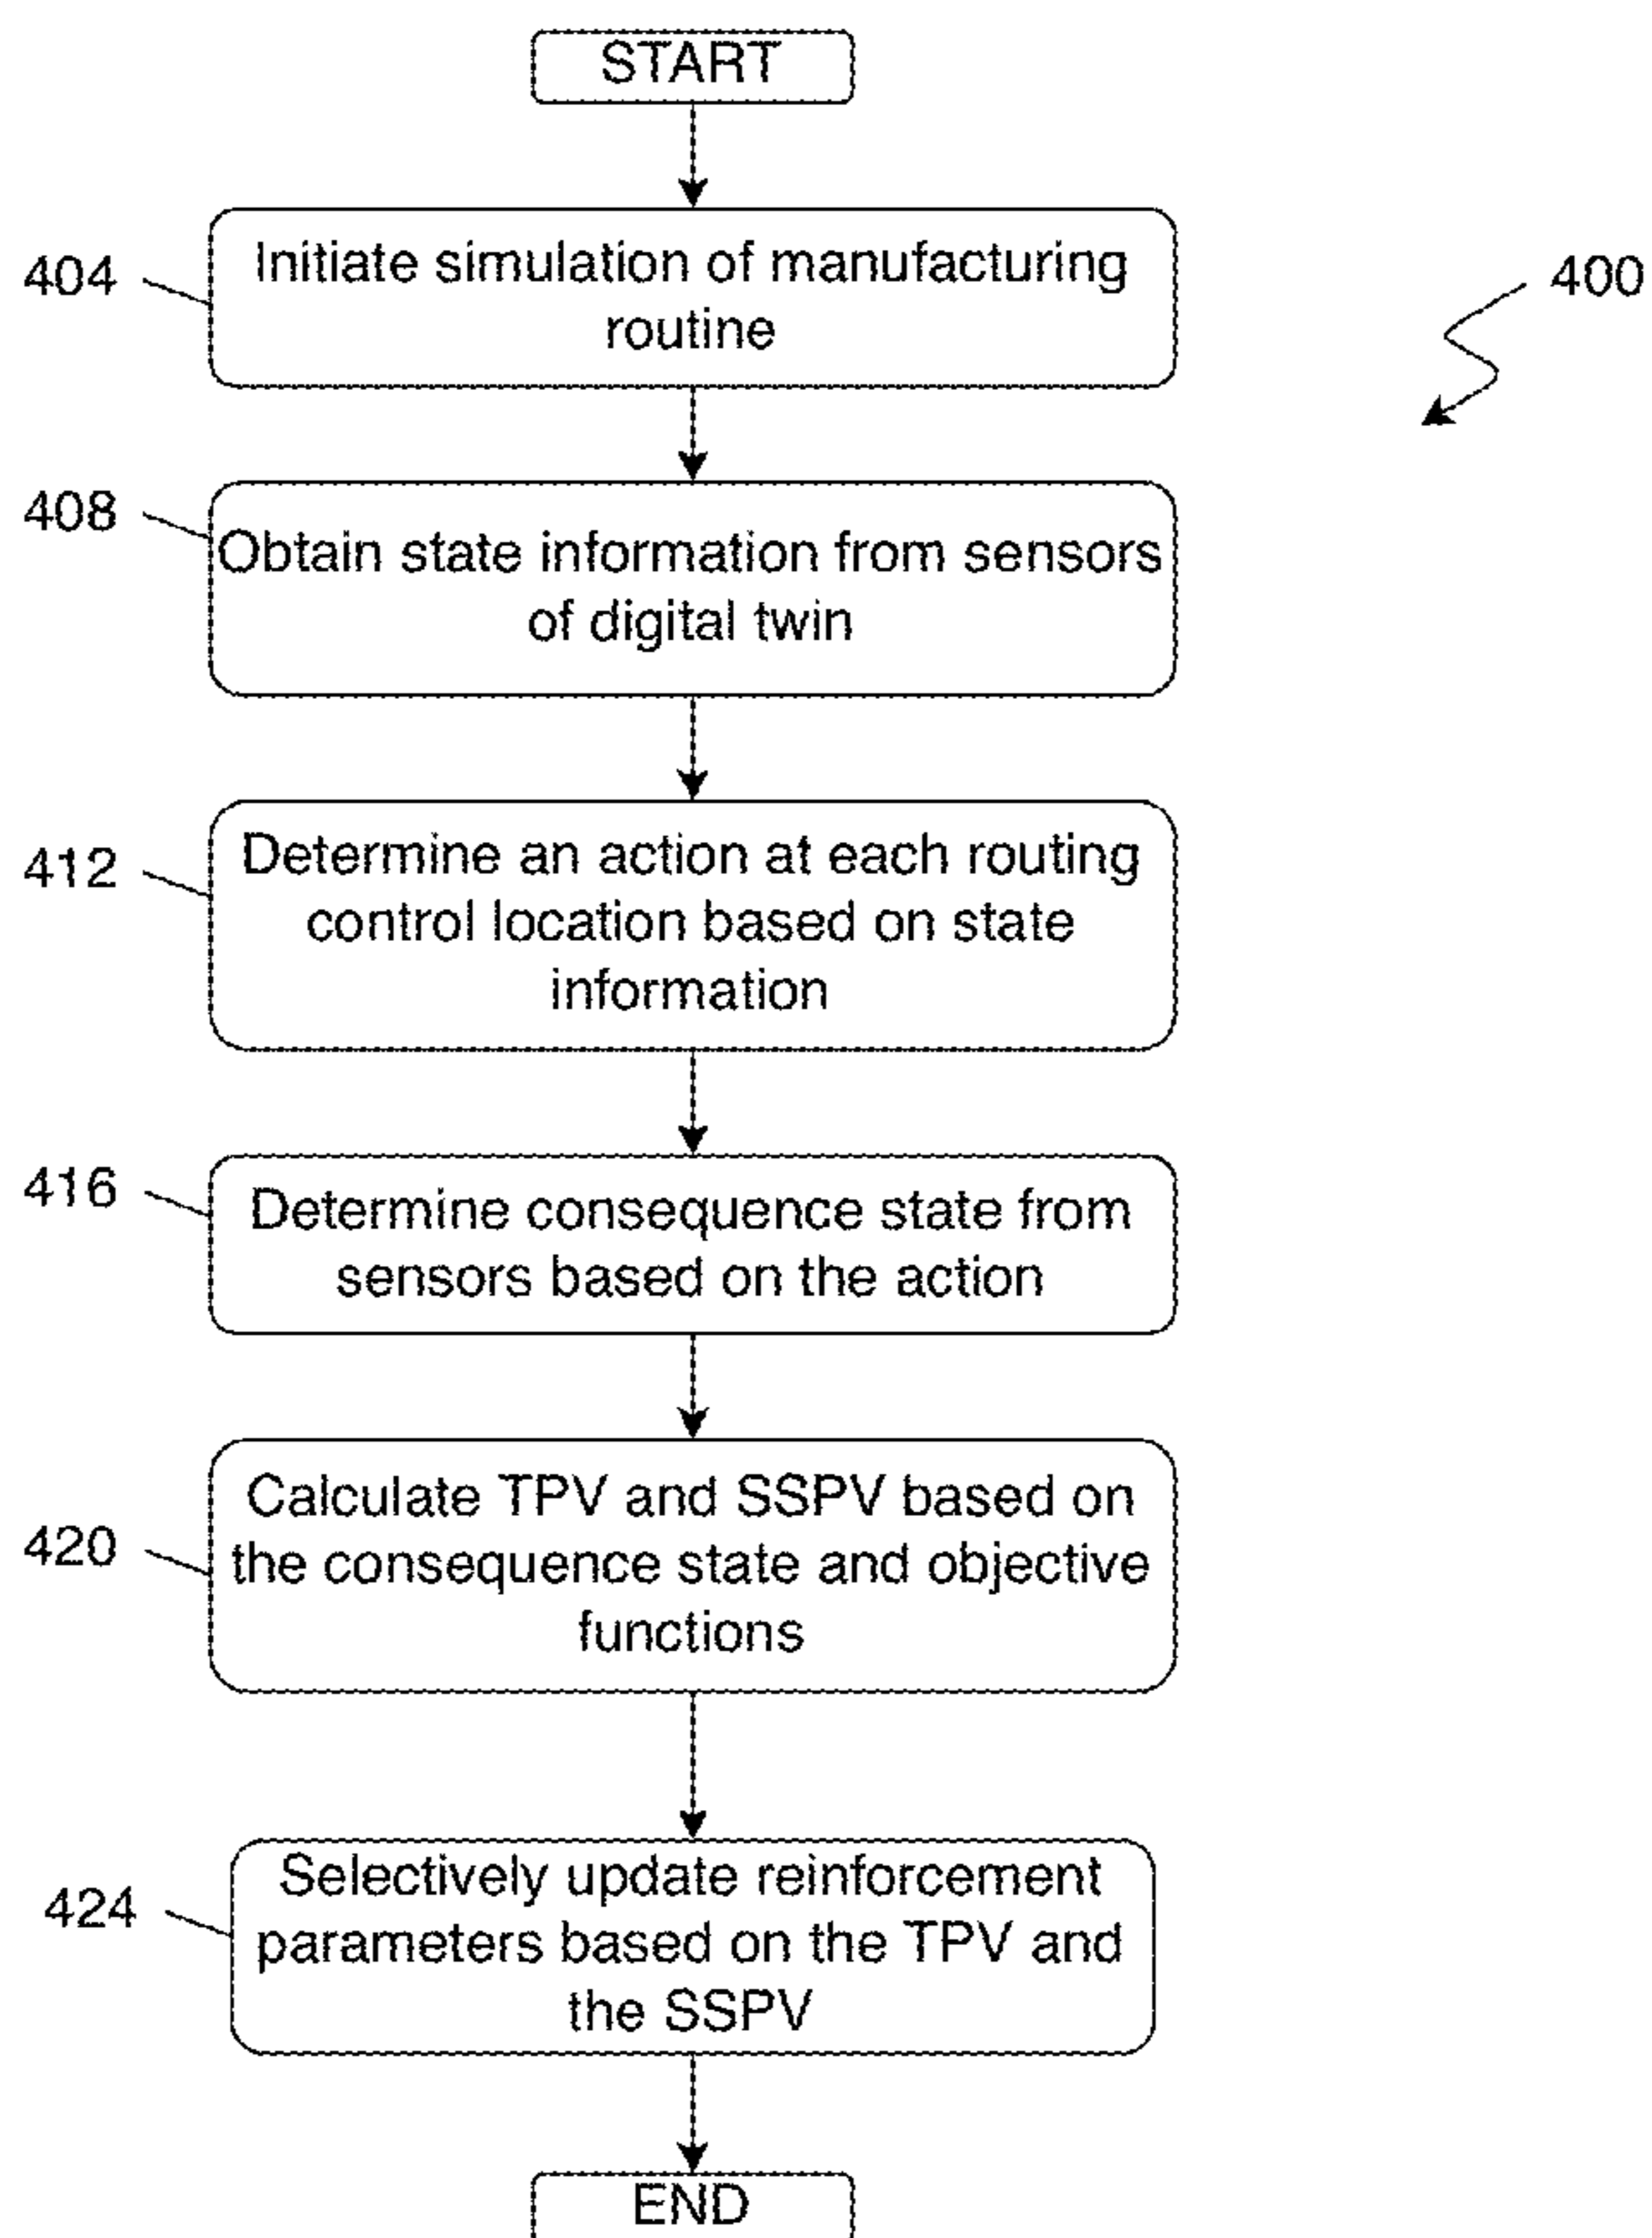 START
404
Initiate simulation of manufacturing
routine
400
408
Obtain state information from sensors
of digital twin
412
Determine an action at each routing
control location based on state
information
416
Determine consequence state from
sensors based on the action
420
Calculate TPV and SSPV based on
the consequence state and objective
functions
424
Selectively update reinforcement
parameters based on the TPV and
the SSPV
END